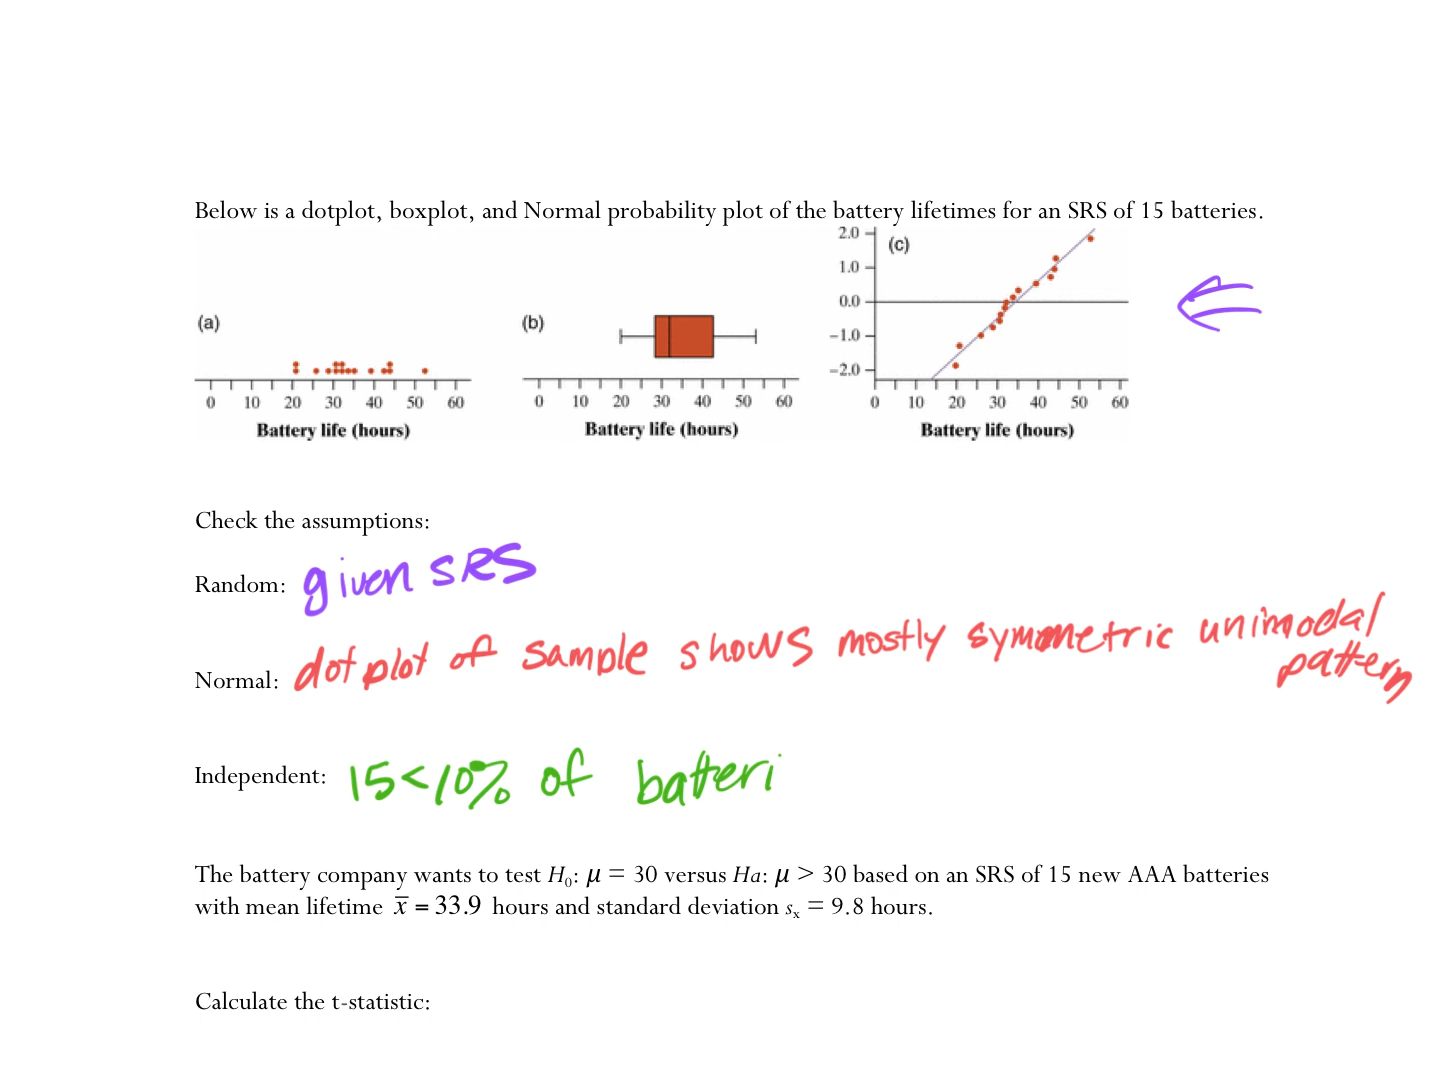 Below is a dotplot, boxplot, and Normal probability plot of the battery lifetimes for an SRS of 15 batteries.
(a)
0 10 20 30 40 50 60
Battery life (hours)
(b)
0 10 20 30 40 50 60
Battery life (hours)
(c)
2.0
1.0
0.0
−1.0
−2.0
0 10 20 30 40 50 60
Battery life (hours)
Check the assumptions:
Random: given SRS
Normal: dotplot of sample shows mostly symmetric unimodal
pattern
Independent: 15<10% of batteri
The battery company wants to test H₀: μ = 30 versus Ha: μ > 30 based on an SRS of 15 new AAA batteries
with mean lifetime x̅ = 33.9 hours and standard deviation sₓ = 9.8 hours.
Calculate the t-statistic: